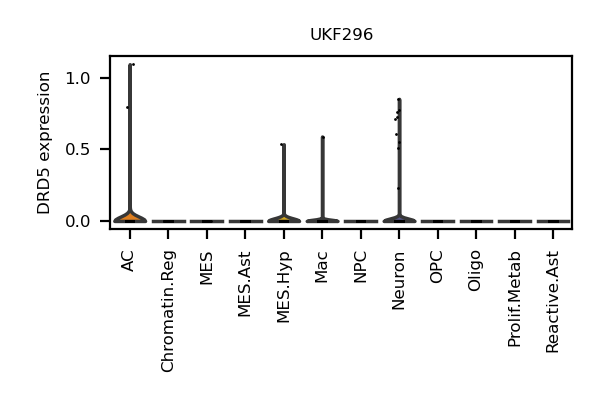 UKF296
DRD5 expression
1.0
0.5
0.0
AC
Chromatin.Reg
MES
MES.Ast
MES.Hyp
Mac
NPC
Neuron
OPC
Oligo
Prolif.Metab
Reactive.Ast